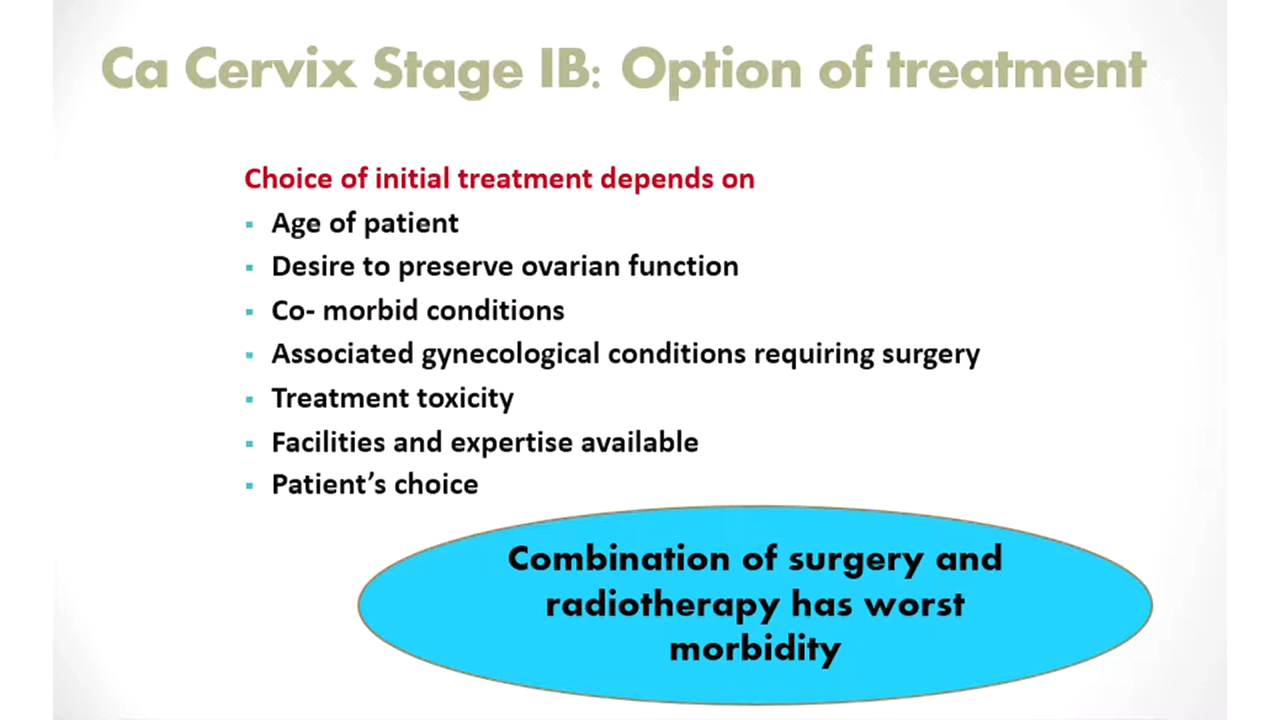 Ca Cervix Stage IB: Option of treatment
Choice of initial treatment depends on
▪ Age of patient
▪ Desire to preserve ovarian function
▪ Co- morbid conditions
▪ Associated gynecological conditions requiring surgery
▪ Treatment toxicity
▪ Facilities and expertise available
▪ Patient’s choice
Combination of surgery and
radiotherapy has worst
morbidity